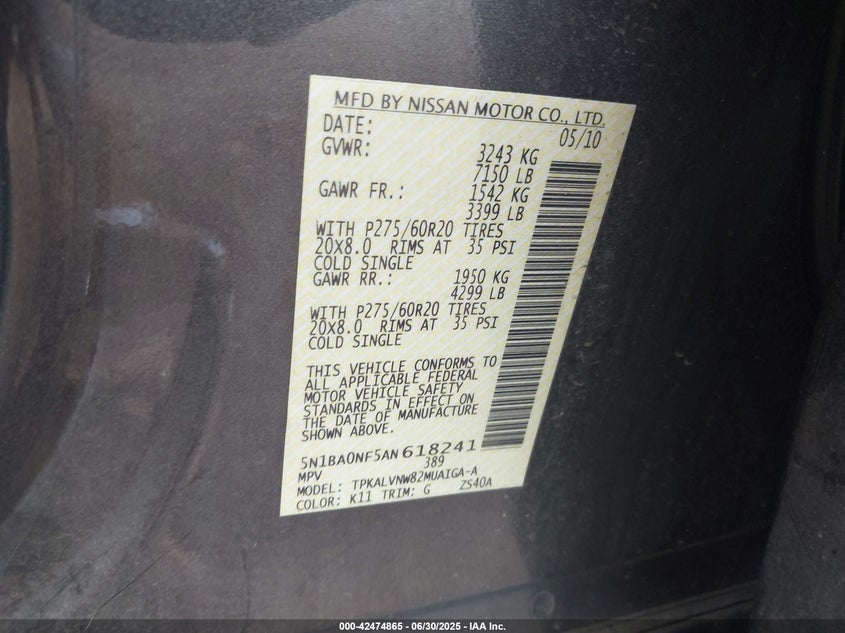 MFD BY NISSAN MOTOR CO., LTD.
DATE: 05/10
GVWR: 3243 KG
7150 LB
GAWR FR.: 1542 KG
3399 LB
WITH P275/60R20 TIRES
20X8.0 RIMS AT 35 PSI
COLD SINGLE
GAWR RR.: 1950 KG
4299 LB
WITH P275/60R20 TIRES
20X8.0 RIMS AT 35 PSI
COLD SINGLE
THIS VEHICLE CONFORMS TO
ALL APPLICABLE FEDERAL
MOTOR VEHICLE SAFETY
STANDARDS IN EFFECT ON
THE DATE OF MANUFACTURE
SHOWN ABOVE.
5N1BA0NF5AN618241
MPV 389
MODEL: TPKALVNW82MUAIGA-A
COLOR: K11 TRIM: G ZS40A
000-42474865 - 06/30/2025 - IAA Inc.